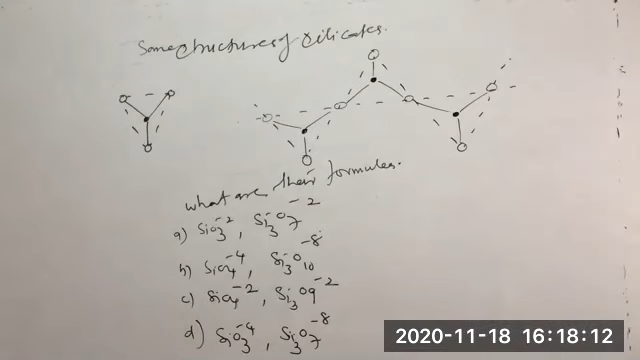 Some structures of silicates.
what are their formules.
a) SiO3^-2, Si3O7^-2
b) SiO4^-4, Si3O10^-8
c) SiO4^-2, Si3O9^-2
d) SiO3^-4, Si3O7^-8
2020-11-18 16:18:12